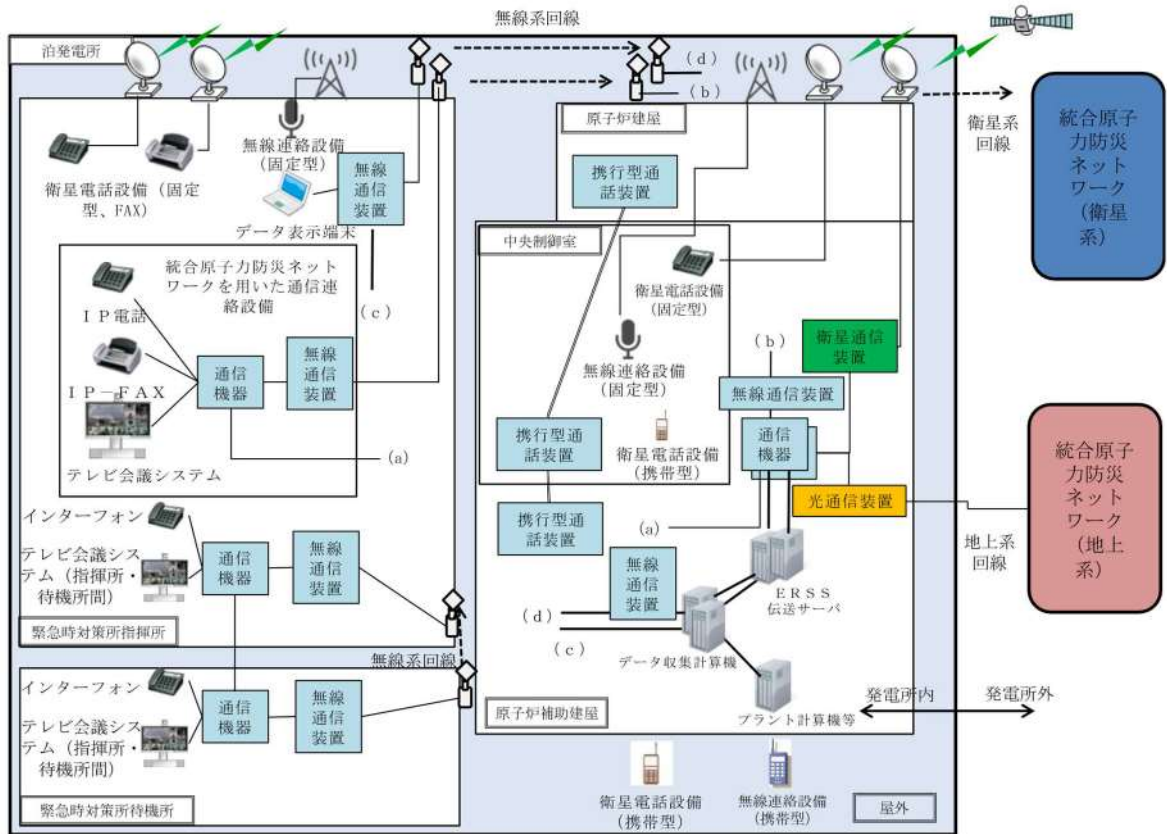 無線系回線
泊発電所
(d)
(b)
原子炉建屋
衛星系
回線
統合原子
力防災
ネット
ワーク
（衛星
系）
無線連絡設備
(固定型)
無線
通信
装置
衛星電話設備（固定
型、FAX）
データ表示端末
携行型通
話装置
中央制御室
統合原子力防災ネット
ワークを用いた通信連
絡設備
(c)
ＩＰ電話
ＩＰ－ＦＡＸ
通信
機器
無線
通信
装置
テレビ会議システム
(a)
衛星電話設備
(固定型)
無線連絡設備
(固定型)
(b)
衛星通信
装置
無線通信装置
通信
機器
携行型通
話装置
衛星電話設備
(携帯型)
光通信装置
携行型通
話装置
(a)
統合原子
力防災
ネット
ワーク
（地上
系）
地上系
回線
インターフォン
テレビ会議シス
テム（指揮所・
待機所間）
通信
機器
無線
通信
装置
緊急時対策所指揮所
無線
通信
装置
ＥＲＳＳ
伝送サーバ
(d)
(c)
データ収集計算機
無線系回線
インターフォン
テレビ会議シス
テム（指揮所・
待機所間）
通信
機器
無線
通信
装置
緊急時対策所待機所
原子炉補助建屋
プラント計算機等
発電所内
発電所外
衛星電話設備
(携帯型)
無線連絡設備
(携帯型)
屋外